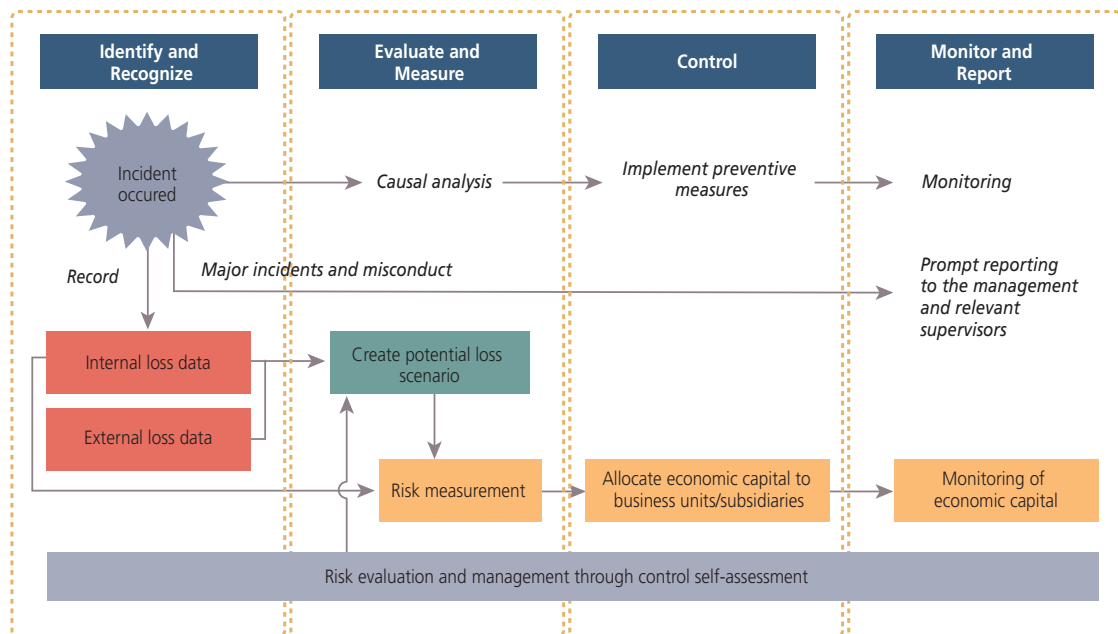 Identify and
Recognize
Evaluate and
Measure
Control
Monitor and
Report
Incident
occured
Causal analysis
Implement preventive
measures
Monitoring
Record
Major incidents and misconduct
Prompt reporting
to the management
and relevant
supervisors
Internal loss data
Create potential loss
scenario
External loss data
Risk measurement
Allocate economic capital to
business units/subsidiaries
Monitoring of
economic capital
Risk evaluation and management through control self-assessment